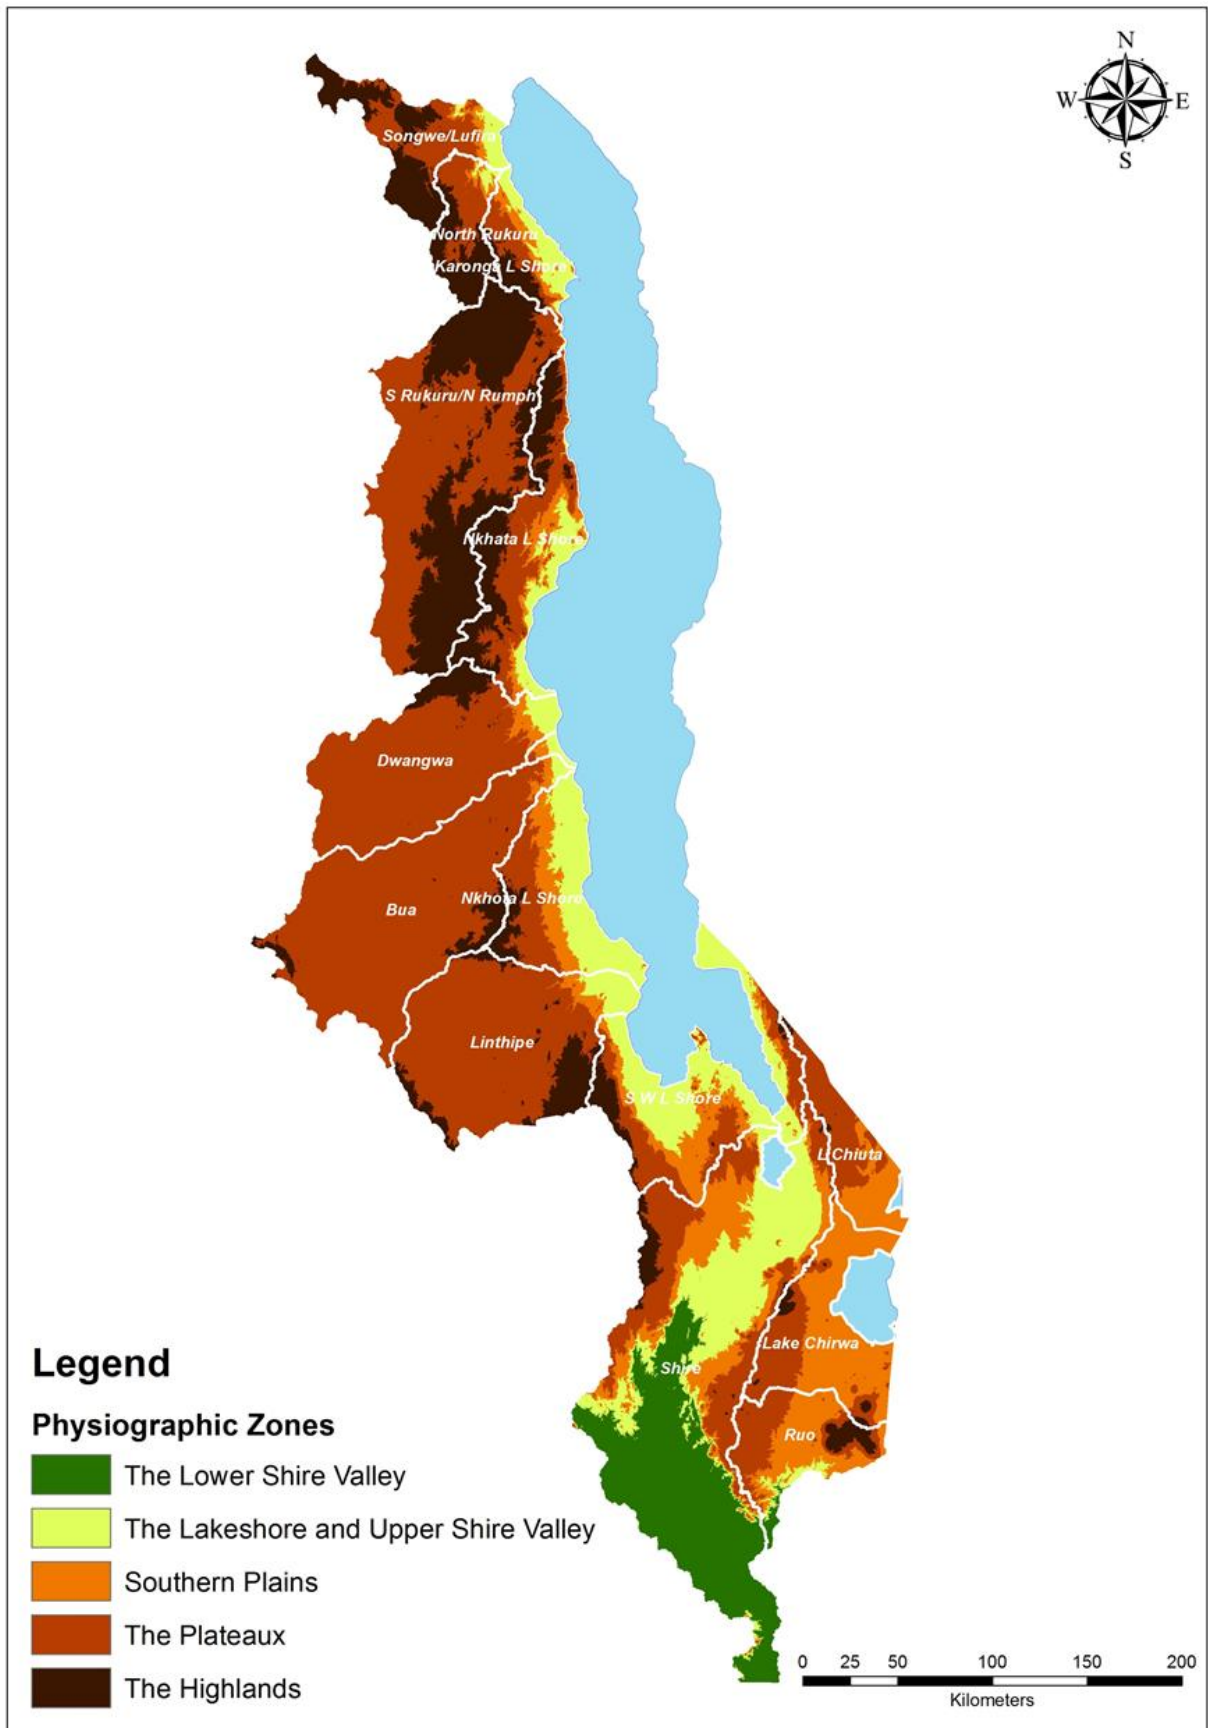 N
W E
S
Songwe/Lufira
North Rukuru
Karonga L Shore
S Rukuru/N Rumph
Nkhata L Shore
Dwangwa
Nkhota L Shore
Bua
Linthipe
S W L Shore
L Chiuta
Lake Chirwa
Shire
Ruo
Legend
Physiographic Zones
The Lower Shire Valley
The Lakeshore and Upper Shire Valley
Southern Plains
The Plateaux
The Highlands
0 25 50 100 150 200
Kilometers